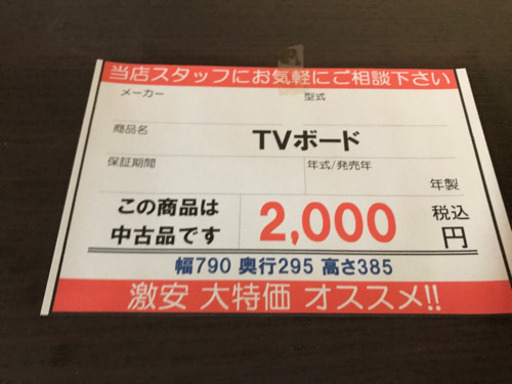 当店スタッフにお気軽にご相談下さい
メーカー 型式
商品名 TVボード
保証期間 年式/発売年
年製
この商品は
中古品です
2,000 税込
円
幅790 奥行295 高さ385
激安 大特価 オススメ!!